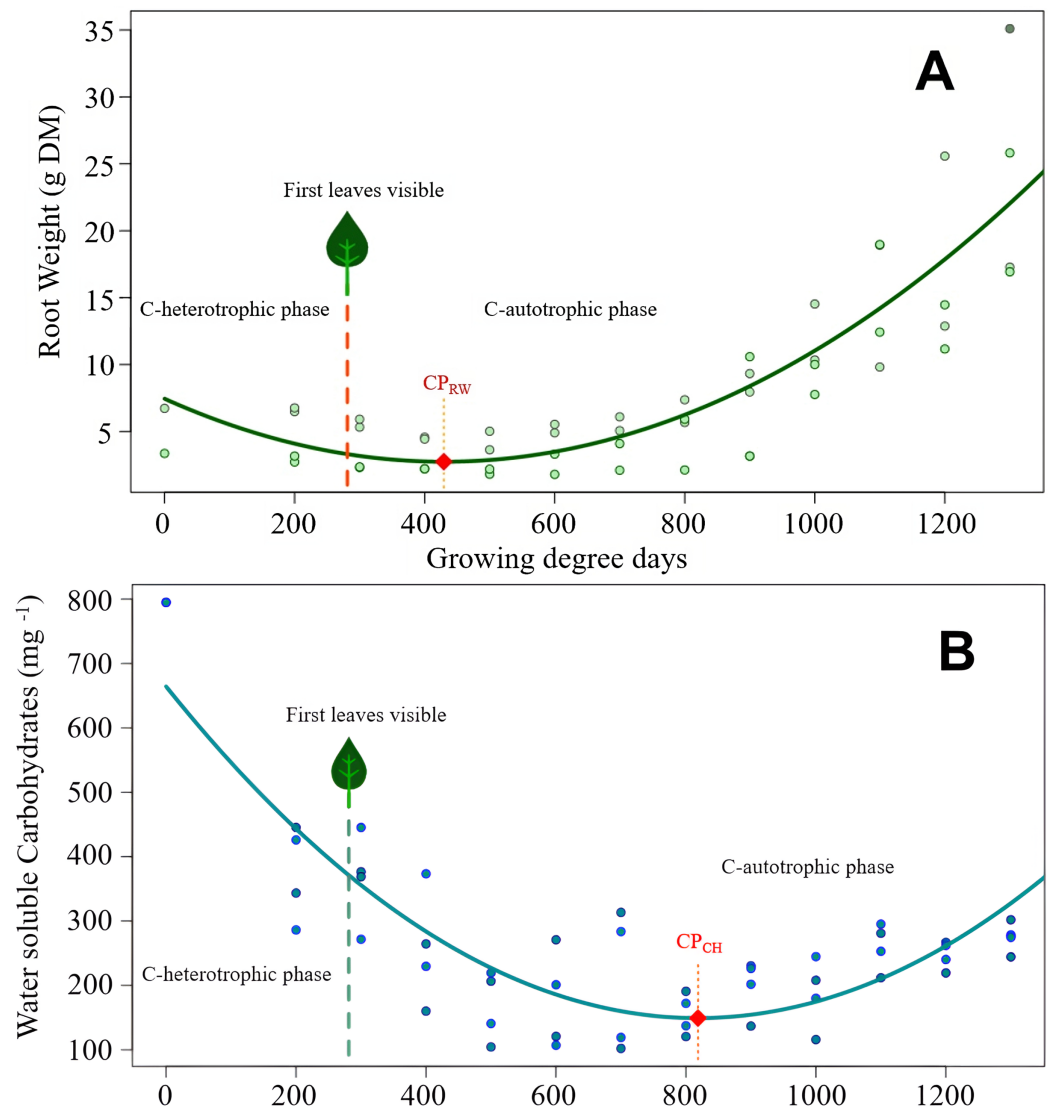 A
35
30
25
20
15
10
5
Root Weight (g DM)
First leaves visible
C-heterotrophic phase
C-autotrophic phase
CPRW
0 200 400 600 800 1000 1200
Growing degree days
B
800
700
600
500
400
300
200
100
Water soluble Carbohydrates (mg -1)
First leaves visible
C-autotrophic phase
CPCH
C-heterotrophic phase
0 200 400 600 800 1000 1200